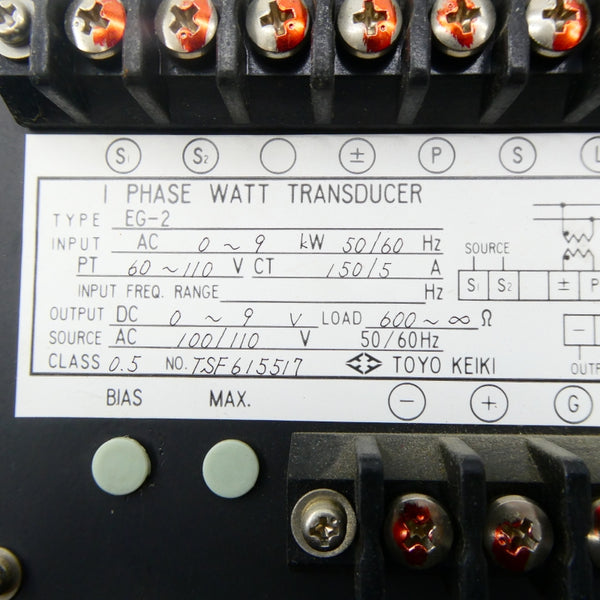 S1 S2 ± P S L
1 PHASE WATT TRANSDUCER
TYPE EG-2
INPUT AC 0 ~ 9 kW 50/60 Hz
PT 60 ~ 110 V CT 150/5 A
INPUT FREQ. RANGE Hz
OUTPUT DC 0 ~ 9 V LOAD 600 ~ ∞ Ω
SOURCE AC 100/110 V 50/60Hz
CLASS 0.5 NO. TSF615517 TOYO KEIKI
SOURCE
S1 S2 ± P
−
OUTP
BIAS MAX. − + G